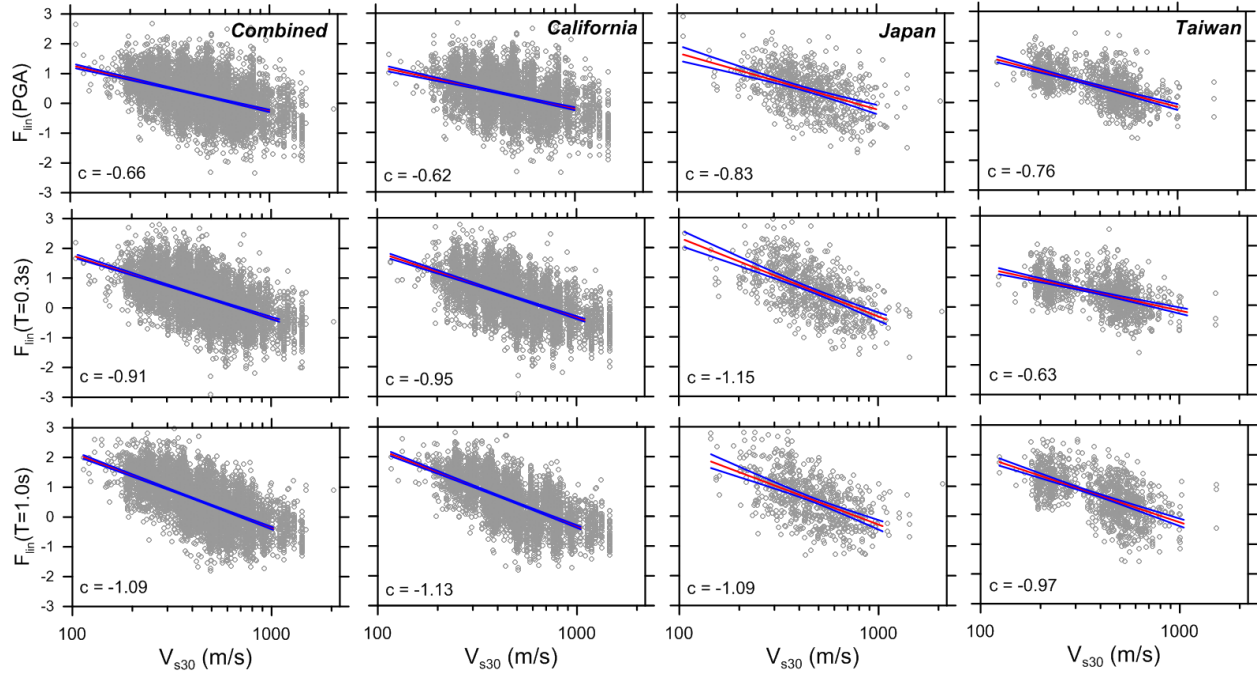 Combined
California
Japan
Taiwan
F_lin(PGA)
3
2
1
0
-1
-2
-3
c = -0.66
c = -0.62
c = -0.83
c = -0.76
F_lin(T=0.3s)
3
2
1
0
-1
-2
-3
c = -0.91
c = -0.95
c = -1.15
c = -0.63
F_lin(T=1.0s)
3
2
1
0
-1
-2
-3
c = -1.09
c = -1.13
c = -1.09
c = -0.97
100 1000 100 1000 100 1000 100 1000
V_s30 (m/s) V_s30 (m/s) V_s30 (m/s) V_s30 (m/s)